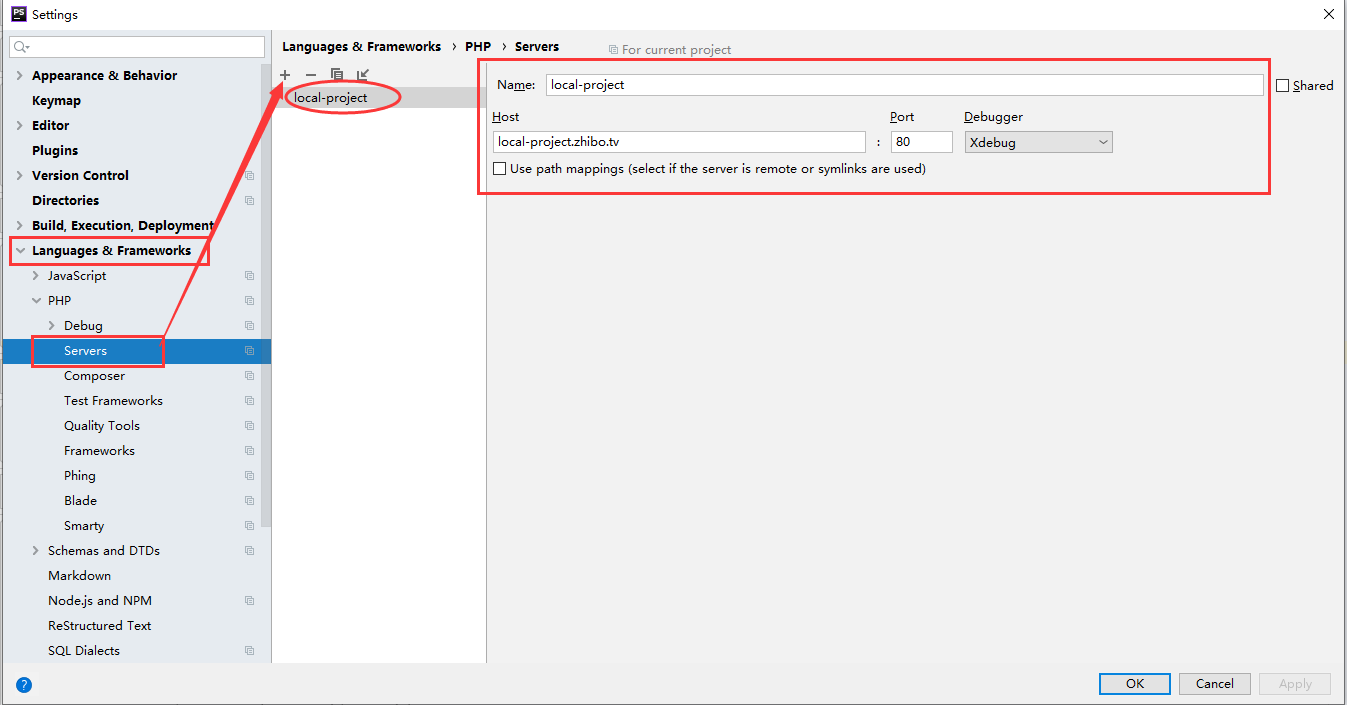 PS Settings
Languages & Frameworks › PHP › Servers
For current project
Appearance & Behavior
Keymap
Editor
Plugins
Version Control
Directories
Build, Execution, Deployment
Languages & Frameworks
JavaScript
PHP
Debug
Servers
Composer
Test Frameworks
Quality Tools
Frameworks
Phing
Blade
Smarty
Schemas and DTDs
Markdown
Node.js and NPM
ReStructured Text
SQL Dialects
local-project
Name: local-project
Shared
Host Port Debugger
local-project.zhibo.tv : 80 Xdebug
Use path mappings (select if the server is remote or symlinks are used)
? OK Cancel Apply